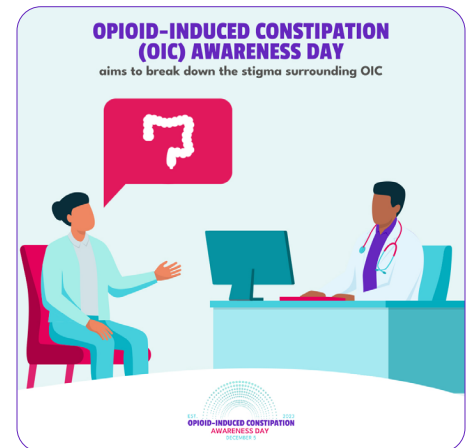 OPIOID-INDUCED CONSTIPATION
(OIC) AWARENESS DAY
aims to break down the stigma surrounding OIC
EST. 2023
OPIOID-INDUCED CONSTIPATION
AWARENESS DAY
DECEMBER 5